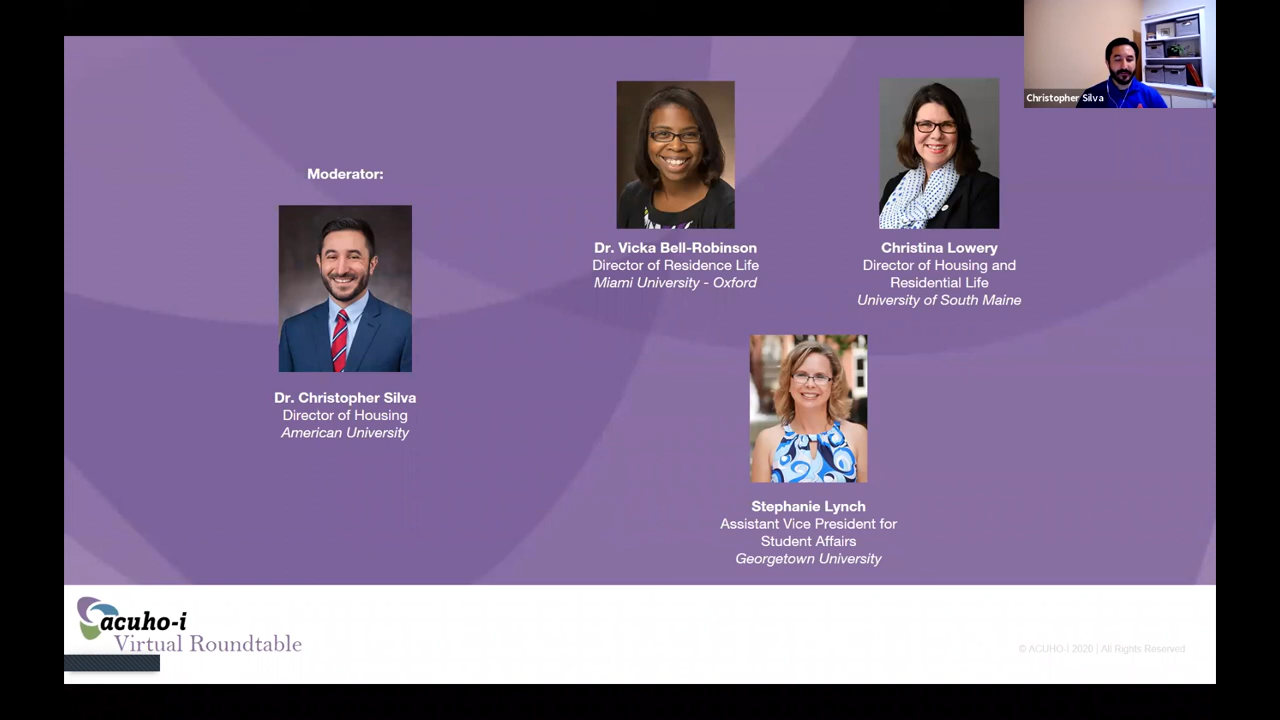 Christopher Silva
Moderator:
Dr. Christopher Silva
Director of Housing
American University
Dr. Vicka Bell-Robinson
Director of Residence Life
Miami University - Oxford
Christina Lowery
Director of Housing and
Residential Life
University of South Maine
Stephanie Lynch
Assistant Vice President for
Student Affairs
Georgetown University
acuho-i
Virtual Roundtable
© ACUHO-I 2020 | All Rights Reserved